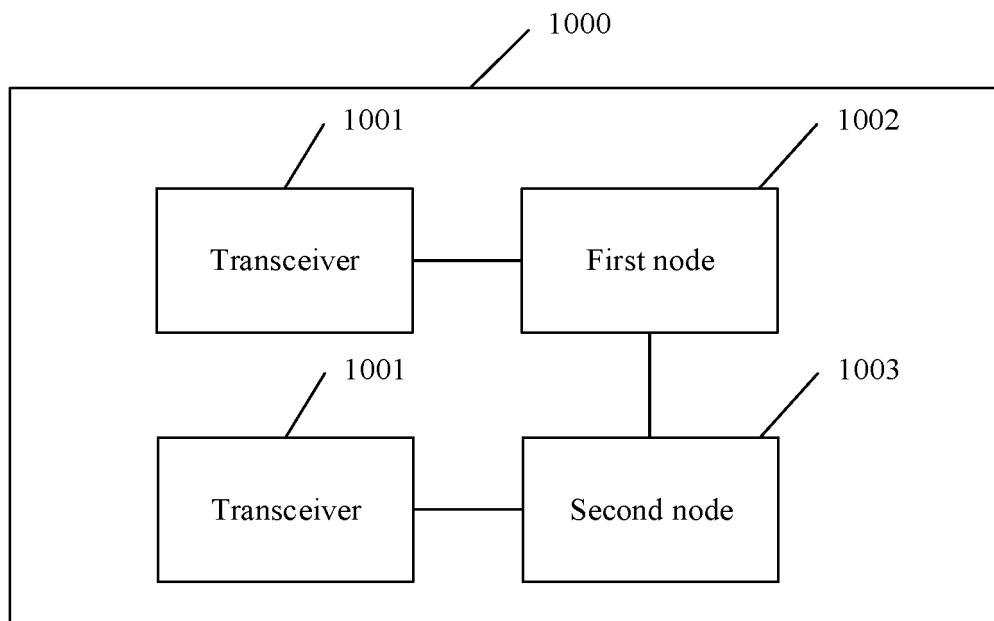 1000
1001
1002
Transceiver
First node
1001
1003
Transceiver
Second node